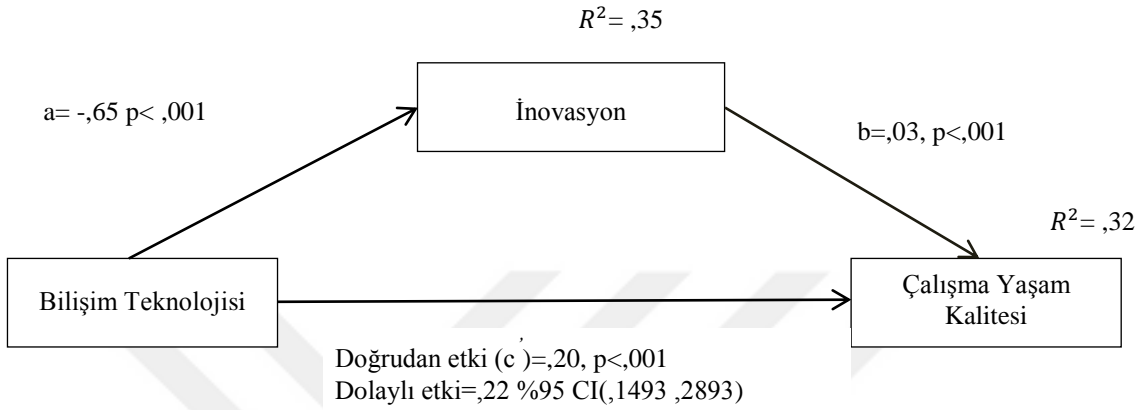 R²= ,35
a= -,65 p< ,001
İnovasyon
b=,03, p<,001
R²= ,32
Bilişim Teknolojisi
Çalışma Yaşam
Kalitesi
Doğrudan etki (c')=,20, p<,001
Dolaylı etki=,22 %95 CI(,1493 ,2893)